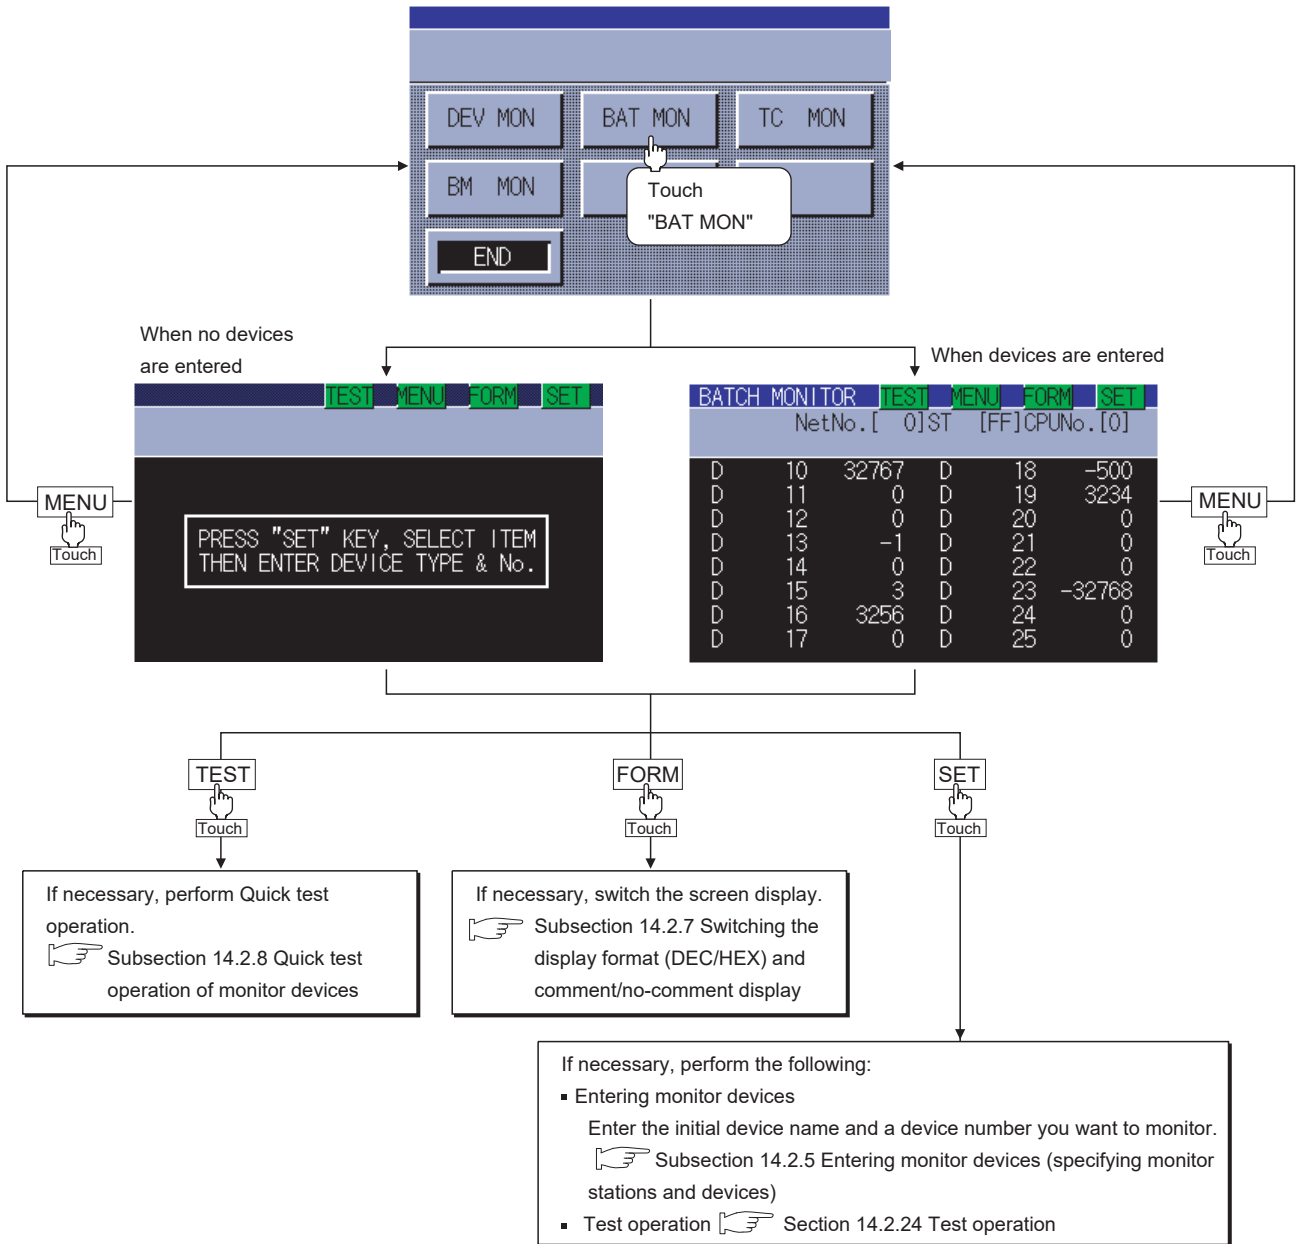 DEV MON BAT MON TC MON
BM MON
Touch
"BAT MON"
END
When no devices
are entered
When devices are entered
TEST MENU FORM SET
BATCH MONITOR TEST MENU FORM SET
NetNo.[ 0]ST [FF]CPUNo.[0]
PRESS "SET" KEY, SELECT ITEM
THEN ENTER DEVICE TYPE & No.
D 10 32767 D 18 -500
D 11 0 D 19 3234
D 12 0 D 20 0
D 13 -1 D 21 0
D 14 0 D 22 0
D 15 3 D 23 -32768
D 16 3256 D 24 0
D 17 0 D 25 0
MENU
Touch
MENU
Touch
TEST
Touch
FORM
Touch
SET
Touch
If necessary, perform Quick test
operation.
Subsection 14.2.8 Quick test
operation of monitor devices
If necessary, switch the screen display.
Subsection 14.2.7 Switching the
display format (DEC/HEX) and
comment/no-comment display
If necessary, perform the following:
▪ Entering monitor devices
Enter the initial device name and a device number you want to monitor.
Subsection 14.2.5 Entering monitor devices (specifying monitor
stations and devices)
▪ Test operation Section 14.2.24 Test operation